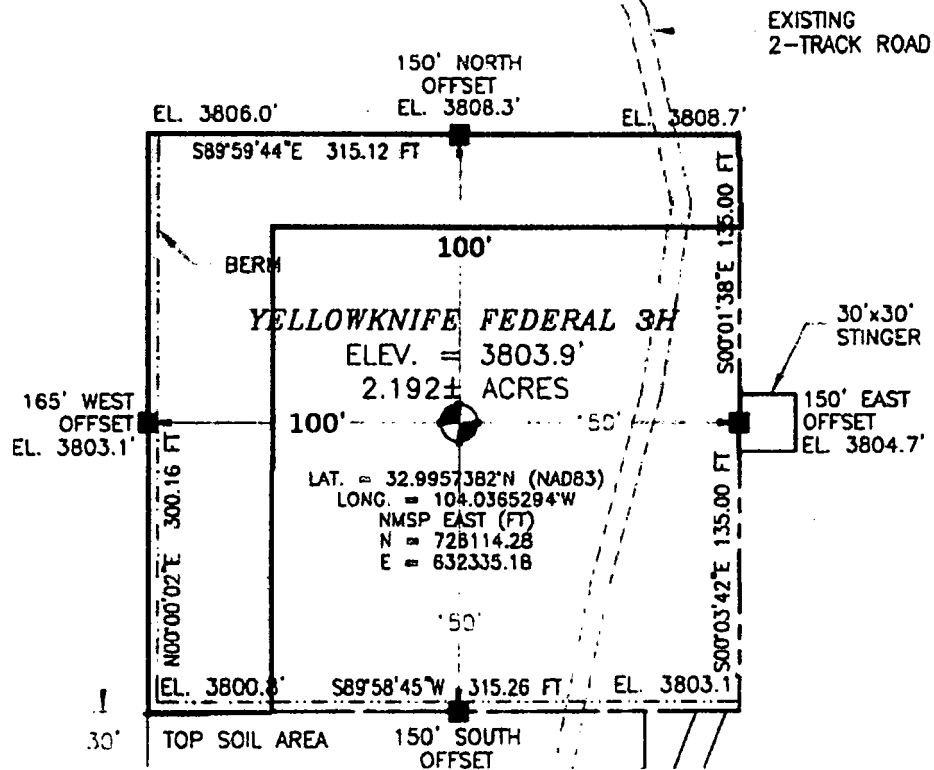 EXISTING
2-TRACK ROAD
150' NORTH
OFFSET
EL. 3808.3'
EL. 3806.0'
EL. 3808.7'
S89°59'44"E 315.12 FT
100'
BERM
S00°01'38"E 135.00 FT
YELLOWKNIFE FEDERAL 3H
ELEV. = 3803.9'
2.192± ACRES
30'x30'
STINGER
165' WEST
OFFSET
EL. 3803.1'
100'
150'
150' EAST
OFFSET
EL. 3804.7'
LAT. = 32.9957382°N (NAD83)
LONG. = 104.0365294°W
NMSP EAST (FT)
N = 726114.28
E = 632335.18
N00°00'02"E 300.16 FT
S00°03'42"E 135.00 FT
150'
EL. 3800.8'
S89°58'45"W 315.26 FT
EL. 3803.1
30'
TOP SOIL AREA
150' SOUTH
OFFSET